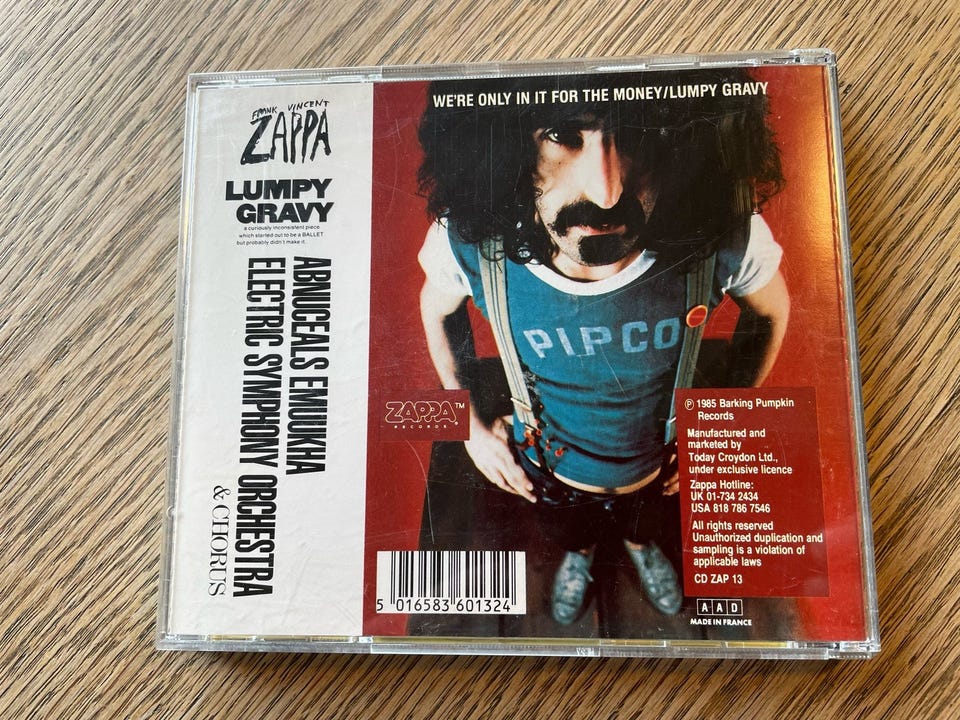 FRANK VINCENT
ZAPPA
LUMPY
GRAVY
a curiously inconsistent piece
which started out to be a BALLET
but probably didn't make it.
ABNUCEALS EMUUKHA
ELECTRIC SYMPHONY ORCHESTRA
& CHORUS
WE'RE ONLY IN IT FOR THE MONEY/LUMPY GRAVY
PIPCO
ZAPPA™
RECORDS
℗ 1985 Barking Pumpkin
Records
Manufactured and
marketed by
Today Croydon Ltd.,
under exclusive licence
Zappa Hotline:
UK 01-734 2434
USA 818 786 7546
All rights reserved
Unauthorized duplication and
sampling is a violation of
applicable laws
CD ZAP 13
AAD
MADE IN FRANCE
5 016583 601324